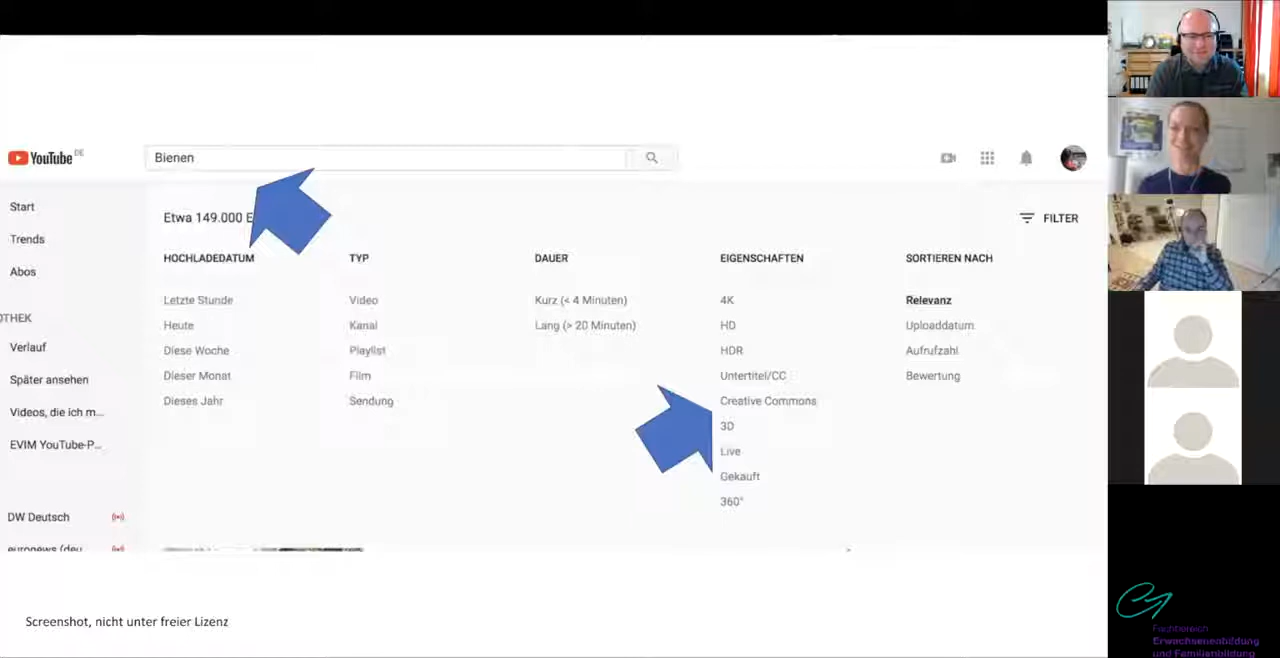 YouTube DE
Bienen
Start
Trends
Abos
OTHEK
Verlauf
Später ansehen
Videos, die ich m...
EVIM YouTube-P...
DW Deutsch
euronews (deu
Etwa 149.000 E
FILTER
HOCHLADEDATUM
Letzte Stunde
Heute
Diese Woche
Dieser Monat
Dieses Jahr
TYP
Video
Kanal
Playlist
Film
Sendung
DAUER
Kurz (< 4 Minuten)
Lang (> 20 Minuten)
EIGENSCHAFTEN
4K
HD
HDR
Untertitel/CC
Creative Commons
3D
Live
Gekauft
360°
SORTIEREN NACH
Relevanz
Uploaddatum
Aufrufzahl
Bewertung
Screenshot, nicht unter freier Lizenz
Fachbereich
Erwachsenenbildung
und Familienbildung